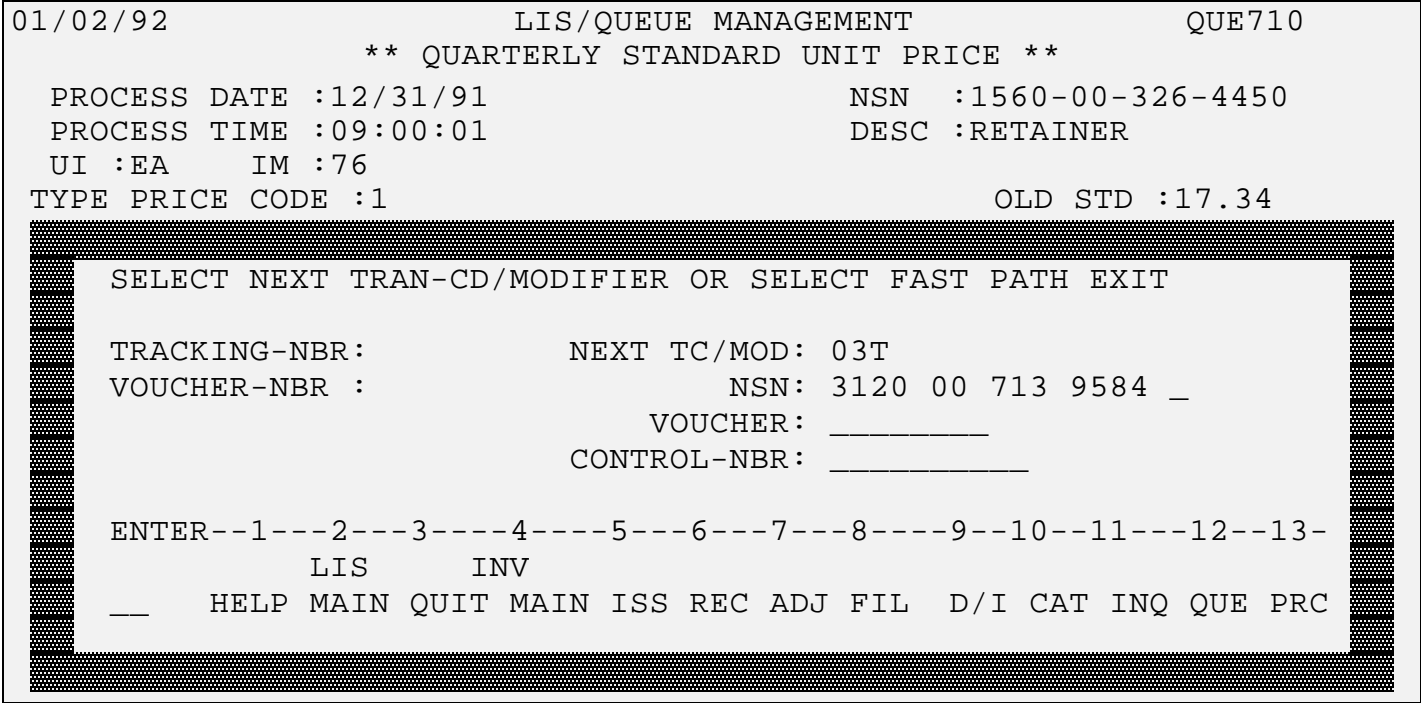 01/02/92 LIS/QUEUE MANAGEMENT QUE710
** QUARTERLY STANDARD UNIT PRICE **
PROCESS DATE :12/31/91 NSN :1560-00-326-4450
PROCESS TIME :09:00:01 DESC :RETAINER
UI :EA IM :76
TYPE PRICE CODE :1 OLD STD :17.34
SELECT NEXT TRAN-CD/MODIFIER OR SELECT FAST PATH EXIT
TRACKING-NBR: NEXT TC/MOD: 03T
VOUCHER-NBR : NSN: 3120 00 713 9584 _
VOUCHER: ________
CONTROL-NBR: __________
ENTER--1---2---3----4----5---6---7---8----9--10--11---12--13-
LIS INV
__ HELP MAIN QUIT MAIN ISS REC ADJ FIL D/I CAT INQ QUE PRC